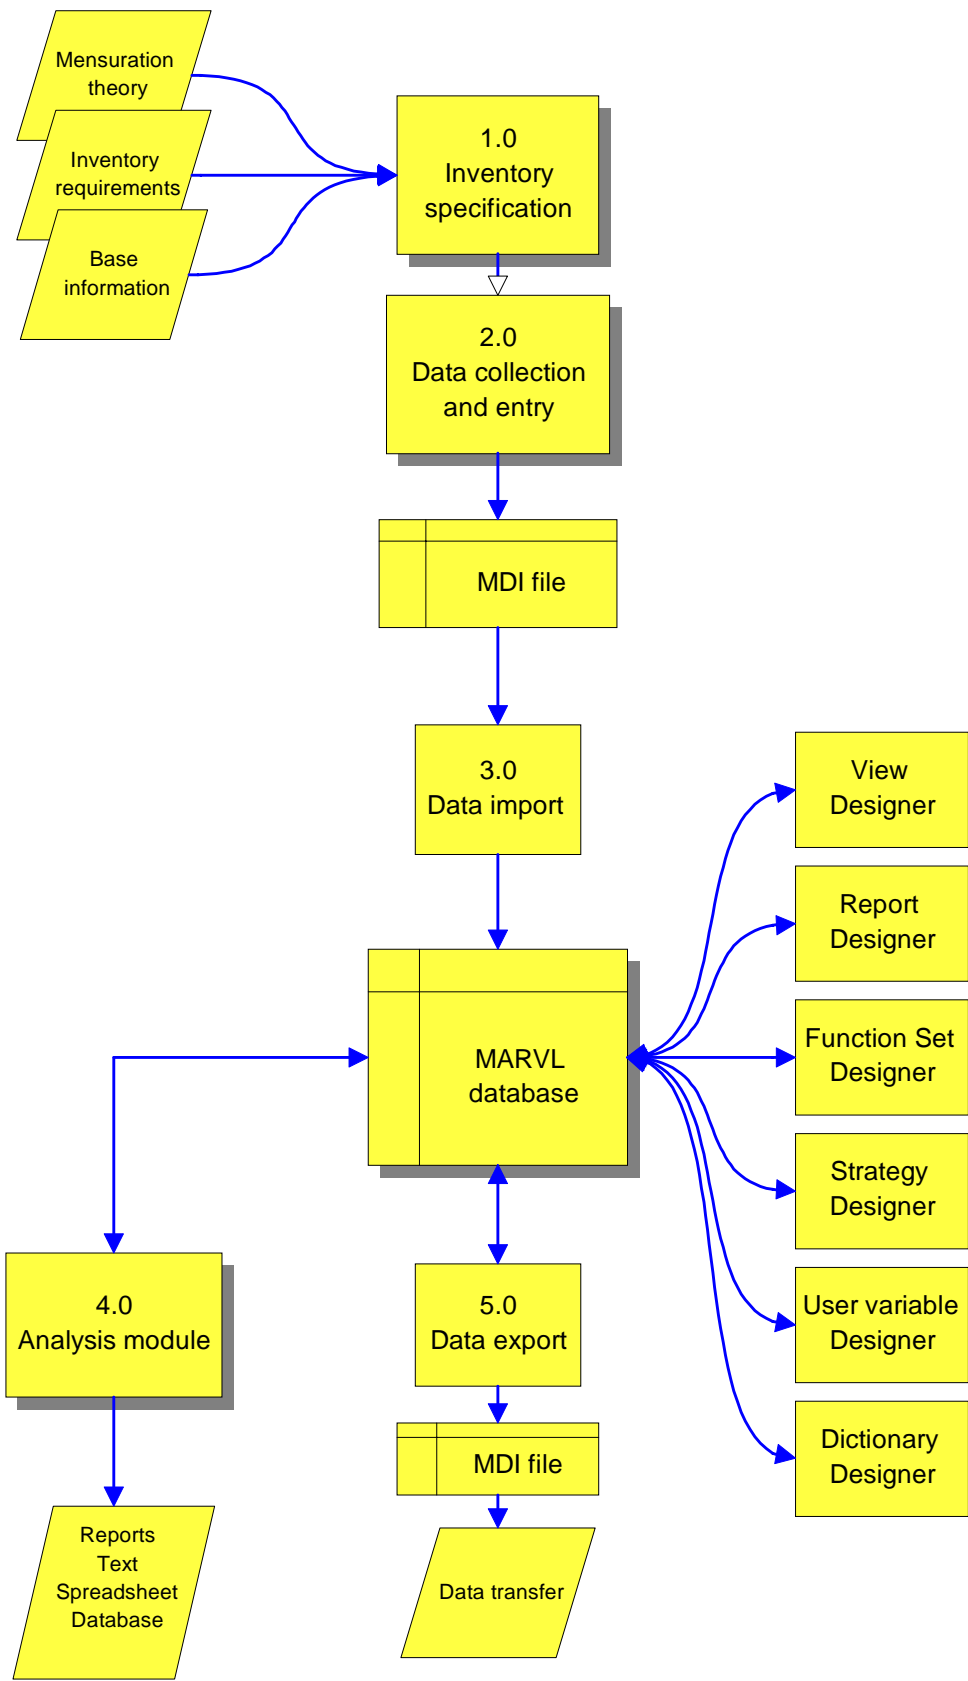 Mensuration
theory
Inventory
requirements
Base
information
1.0
Inventory
specification
2.0
Data collection
and entry
MDI file
3.0
Data import
MARVL
database
View
Designer
Report
Designer
Function Set
Designer
Strategy
Designer
User variable
Designer
Dictionary
Designer
4.0
Analysis module
5.0
Data export
MDI file
Reports
Text
Spreadsheet
Database
Data transfer